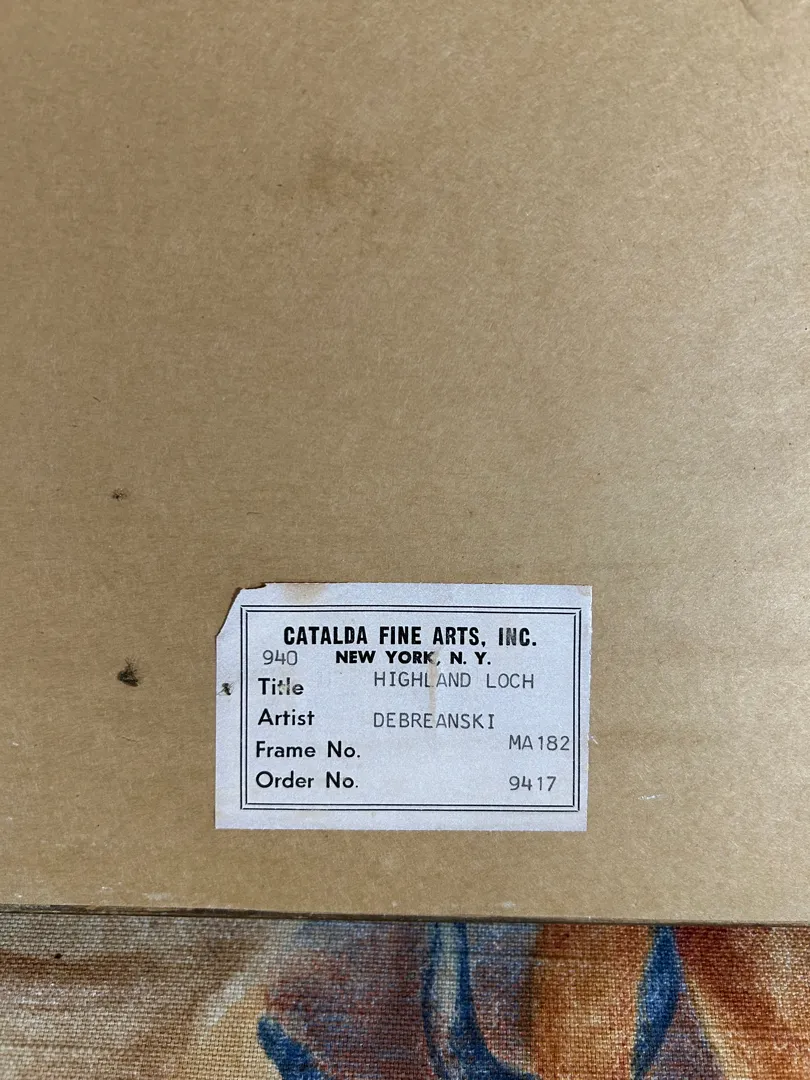 CATALDA FINE ARTS, INC.
940 NEW YORK, N. Y.
Title HIGHLAND LOCH
Artist DEBREANSKI
Frame No. MA182
Order No. 9417